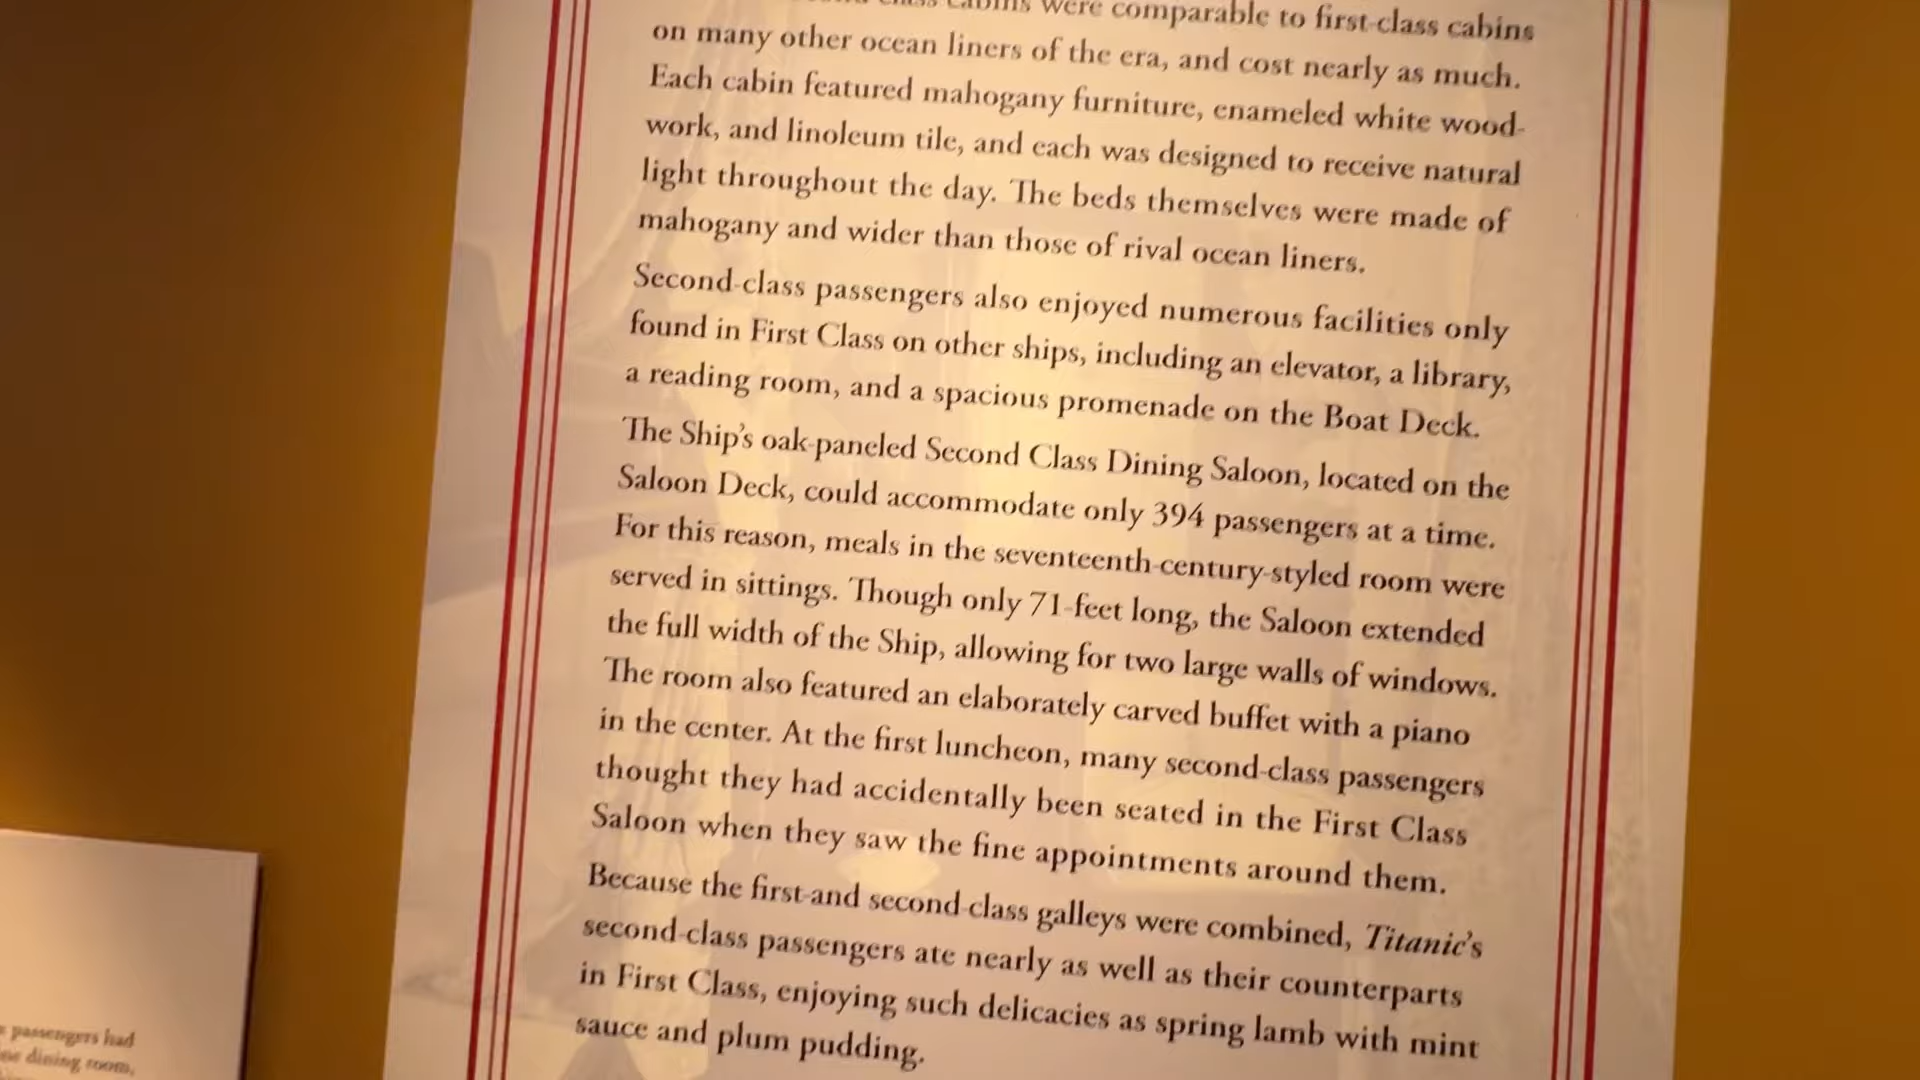 class cabins were comparable to first-class cabins
on many other ocean liners of the era, and cost nearly as much.
Each cabin featured mahogany furniture, enameled white wood-
work, and linoleum tile, and each was designed to receive natural
light throughout the day. The beds themselves were made of
mahogany and wider than those of rival ocean liners.
Second-class passengers also enjoyed numerous facilities only
found in First Class on other ships, including an elevator, a library,
a reading room, and a spacious promenade on the Boat Deck.
The Ship's oak-paneled Second Class Dining Saloon, located on the
Saloon Deck, could accommodate only 394 passengers at a time.
For this reason, meals in the seventeenth-century-styled room were
served in sittings. Though only 71-feet long, the Saloon extended
the full width of the Ship, allowing for two large walls of windows.
The room also featured an elaborately carved buffet with a piano
in the center. At the first luncheon, many second-class passengers
thought they had accidentally been seated in the First Class
Saloon when they saw the fine appointments around them.
Because the first-and second-class galleys were combined, Titanic's
second-class passengers ate nearly as well as their counterparts
in First Class, enjoying such delicacies as spring lamb with mint
sauce and plum pudding.
passengers had
dining room,